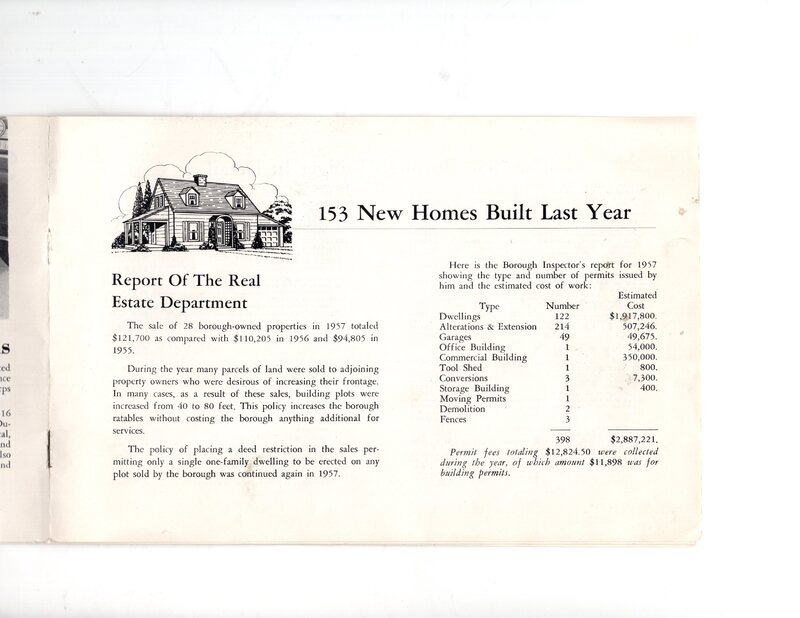 153 New Homes Built Last Year
Report Of The Real
Estate Department
The sale of 28 borough-owned properties in 1957 totaled
$121,700 as compared with $110,205 in 1956 and $94,805 in
1955.
During the year many parcels of land were sold to adjoining
property owners who were desirous of increasing their frontage.
In many cases, as a result of these sales, building plots were
increased from 40 to 80 feet. This policy increases the borough
ratables without costing the borough anything additional for
services.
The policy of placing a deed restriction in the sales per-
mitting only a single one-family dwelling to be erected on any
plot sold by the borough was continued again in 1957.
Here is the Borough Inspector's report for 1957
showing the type and number of permits issued by
him and the estimated cost of work:
Estimated
Type Number Cost
Dwellings 122 $1,917,800.
Alterations & Extension 214 507,246.
Garages 49 49,675.
Office Building 1 54,000.
Commercial Building 1 350,000.
Tool Shed 1 800.
Conversions 3 7,300.
Storage Building 1 400.
Moving Permits 1
Demolition 2
Fences 3
398 $2,887,221.
Permit fees totaling $12,824.50 were collected
during the year, of which amount $11,898 was for
building permits.